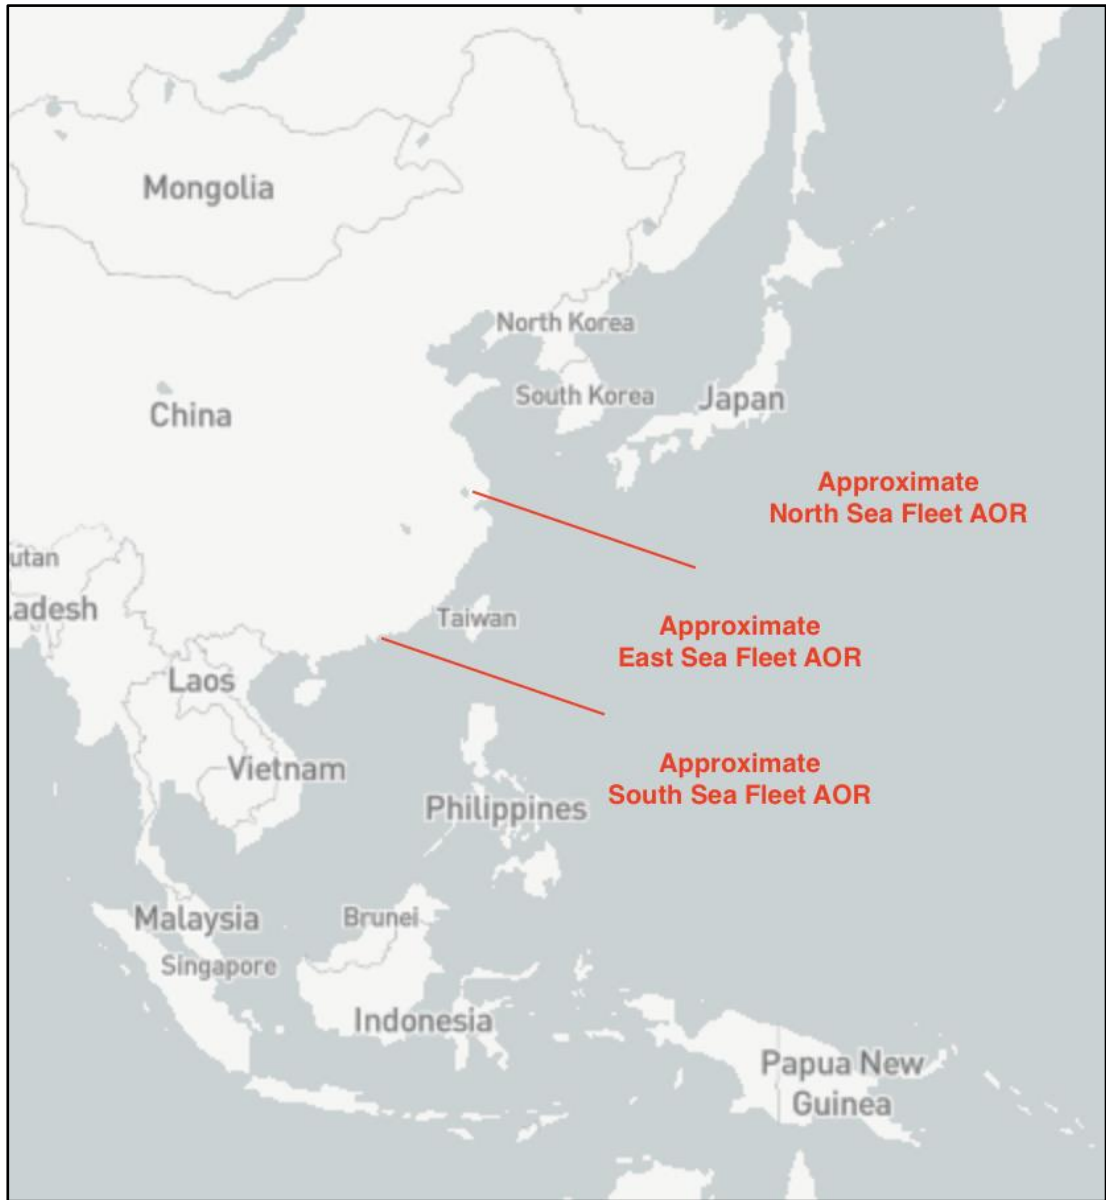 Mongolia
North Korea
South Korea
Japan
China
Approximate
North Sea Fleet AOR
utan
ladesh
Taiwan
Approximate
East Sea Fleet AOR
Laos
Vietnam
Approximate
South Sea Fleet AOR
Philippines
Malaysia
Brunei
Singapore
Indonesia
Papua New
Guinea